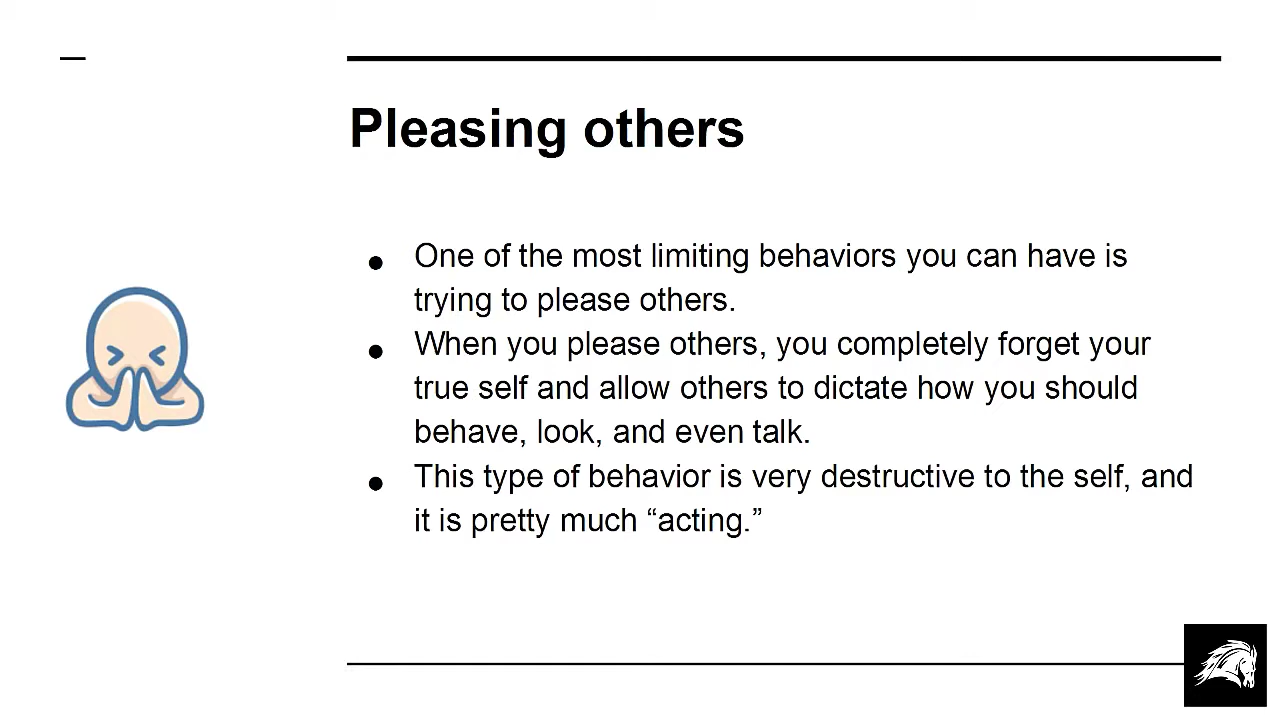 Pleasing others
● One of the most limiting behaviors you can have is
trying to please others.
● When you please others, you completely forget your
true self and allow others to dictate how you should
behave, look, and even talk.
● This type of behavior is very destructive to the self, and
it is pretty much “acting.”